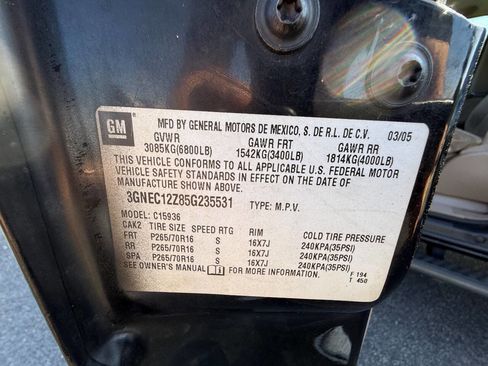 GM
MFD BY GENERAL MOTORS DE MEXICO, S. DE R.L. DE C.V. 03/05
GVWR GAWR FRT GAWR RR
3085KG(6800LB) 1542KG(3400LB) 1814KG(4000LB)
THIS VEHICLE CONFORMS TO ALL APPLICABLE U.S. FEDERAL MOTOR
VEHICLE SAFETY STANDARDS IN EFFECT ON THE DATE OF
MANUFACTURE SHOWN ABOVE.
3GNEC12Z85G235531 TYPE: M.P.V.
MODEL: C15936
CAK2 TIRE SIZE SPEED RTG RIM COLD TIRE PRESSURE
FRT P265/70R16 S 16X7J 240KPA(35PSI)
RR P265/70R16 S 16X7J 240KPA(35PSI)
SPA P265/70R16 S 16X7J 240KPA(35PSI)
SEE OWNER'S MANUAL FOR MORE INFORMATION.
F 194
T 450